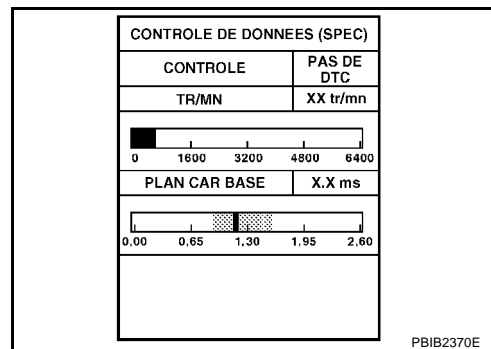 CONTROLE DE DONNEES (SPEC)
CONTROLE
PAS DE
DTC
TR/MN
XX tr/mn
0 1600 3200 4800 6400
PLAN CAR BASE
X.X ms
0,00 0,65 1,30 1,95 2,60
PBIB2370E